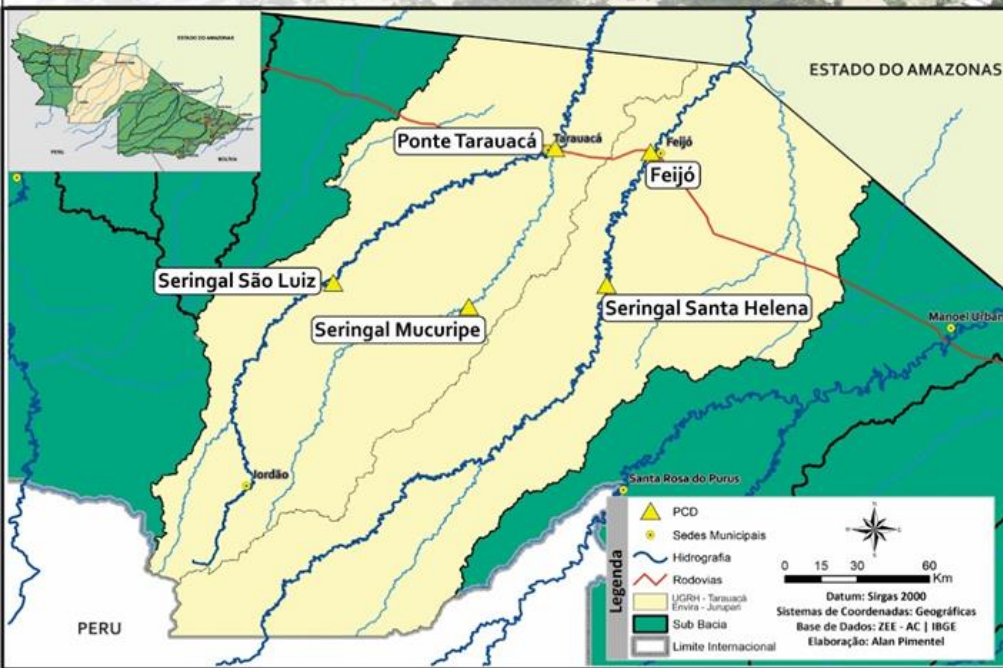 ESTADO DO AMAZONAS
PERU
BOLÍVIA
ESTADO DO AMAZONAS
Ponte Tarauacá
Tarauacá
Feijó
Feijó
Seringal São Luiz
Seringal Mucuripe
Seringal Santa Helena
Manoel Urban
Jordão
Santa Rosa do Purus
PERU
Legenda
PCD
Sedes Municipais
Hidrografia
Rodovias
UGRH - Tarauacá
Envira - Jurupari
Sub Bacia
Limite Internacional
N
0 15 30 60
Km
Datum: Sirgas 2000
Sistemas de Coordenadas: Geográficas
Base de Dados: ZEE - AC | IBGE
Elaboração: Alan Pimentel